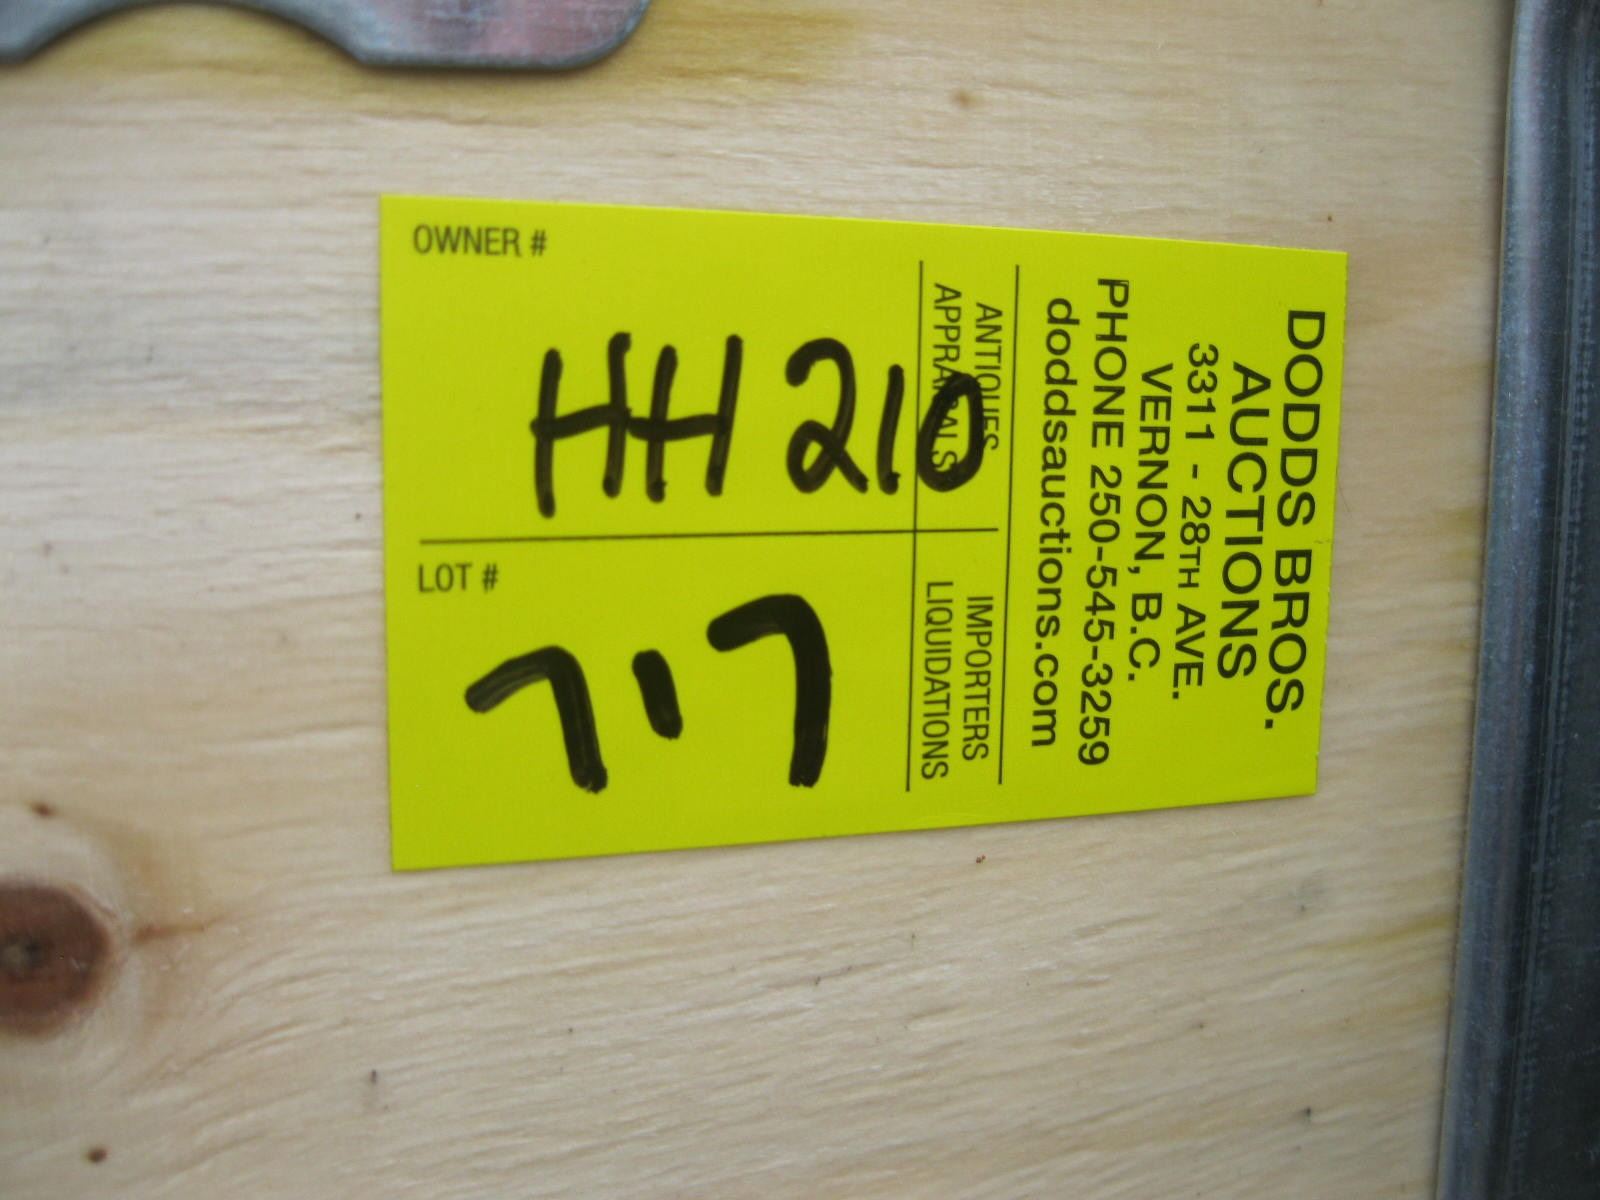 DODDS BROS.
AUCTIONS
3311 - 28TH AVE.
VERNON, B.C.
PHONE 250-545-3259
doddsauctions.com
ANTIQUES
APPRAISALS
IMPORTERS
LIQUIDATIONS
OWNER #
HH 210
LOT #
717